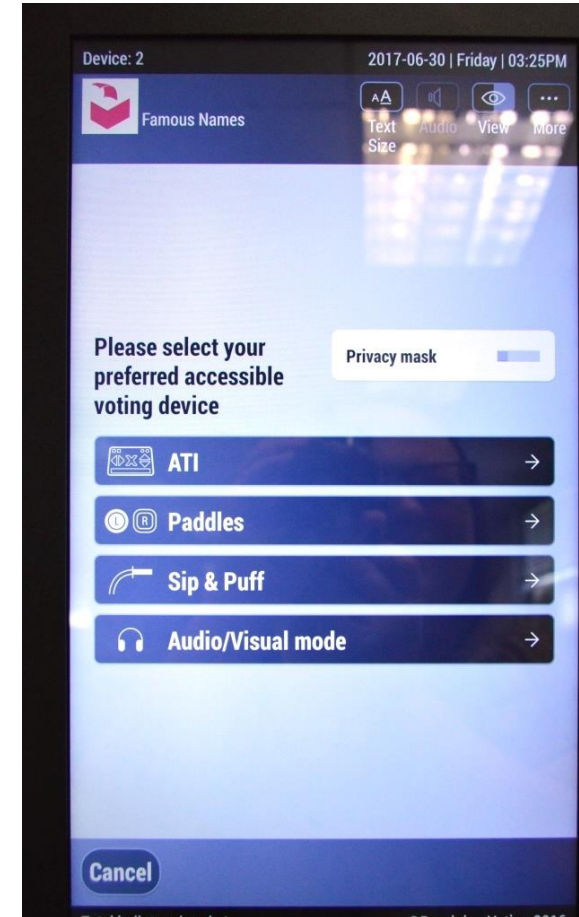 Device: 2
2017-06-30 | Friday | 03:25PM
Famous Names
AA
Text Size
Audio
View
More
Please select your
preferred accessible
voting device
Privacy mask
ATI
L R
Paddles
Sip & Puff
Audio/Visual mode
Cancel